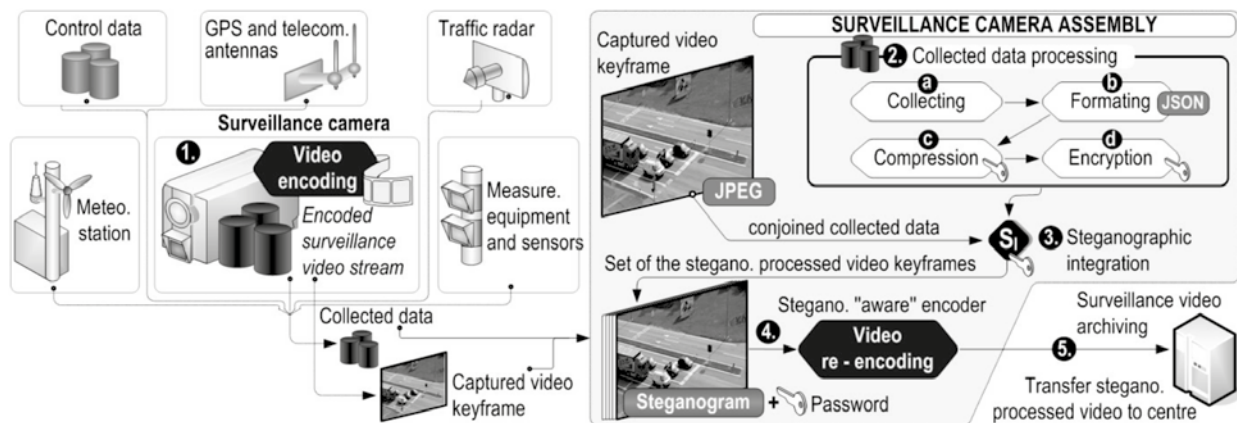 Control data
GPS and telecom.
antennas
Traffic radar
Surveillance camera
1.
Video
encoding
Encoded
surveillance
video stream
Meteo.
station
Measure.
equipment
and sensors
Collected data
Captured video
keyframe
SURVEILLANCE CAMERA ASSEMBLY
Captured video
keyframe
JPEG
2. Collected data processing
a
Collecting
b
Formating
JSON
c
Compression
d
Encryption
conjoined collected data
SI
3. Steganographic
integration
Set of the stegano. processed video keyframes
Steganogram
+ Password
4.
Stegano. "aware" encoder
Video
re - encoding
5.
Surveillance video
archiving
Transfer stegano.
processed video to centre